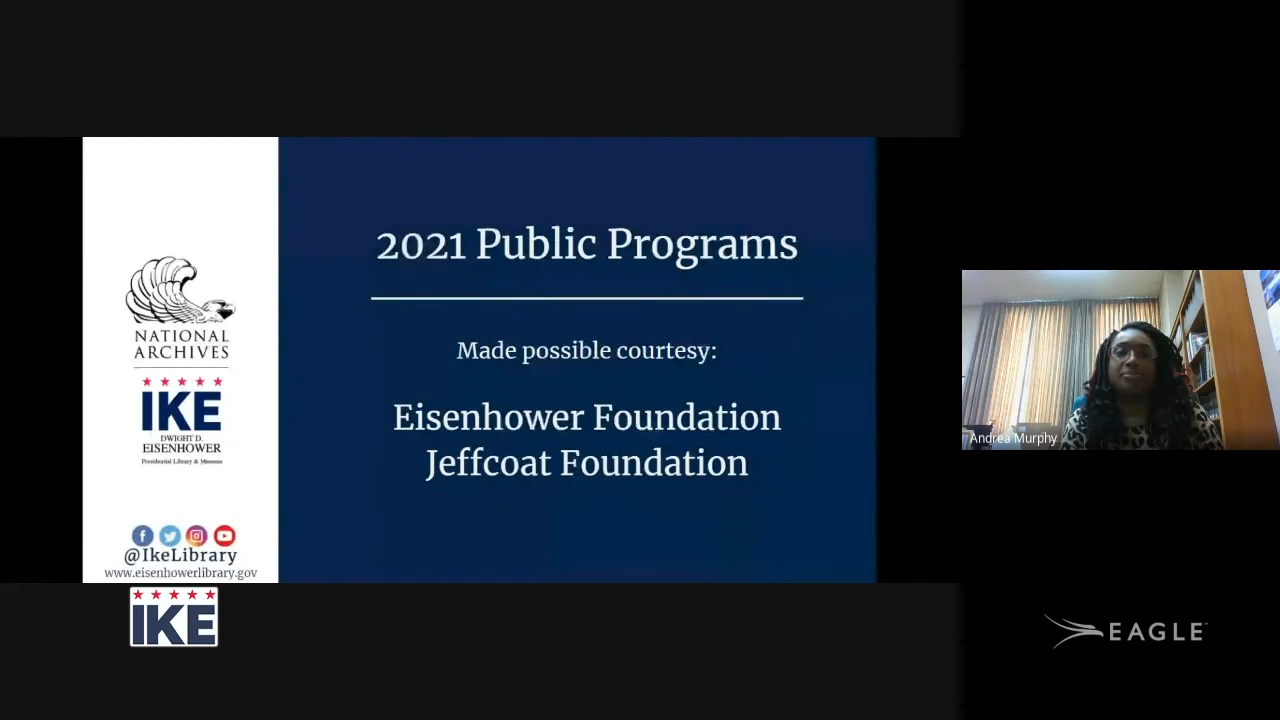 2021 Public Programs
Made possible courtesy:
Eisenhower Foundation
Jeffcoat Foundation
NATIONAL
ARCHIVES
IKE
DWIGHT D.
EISENHOWER
Presidential Library & Museum
@IkeLibrary
www.eisenhowerlibrary.gov
IKE
Andrea Murphy
EAGLE